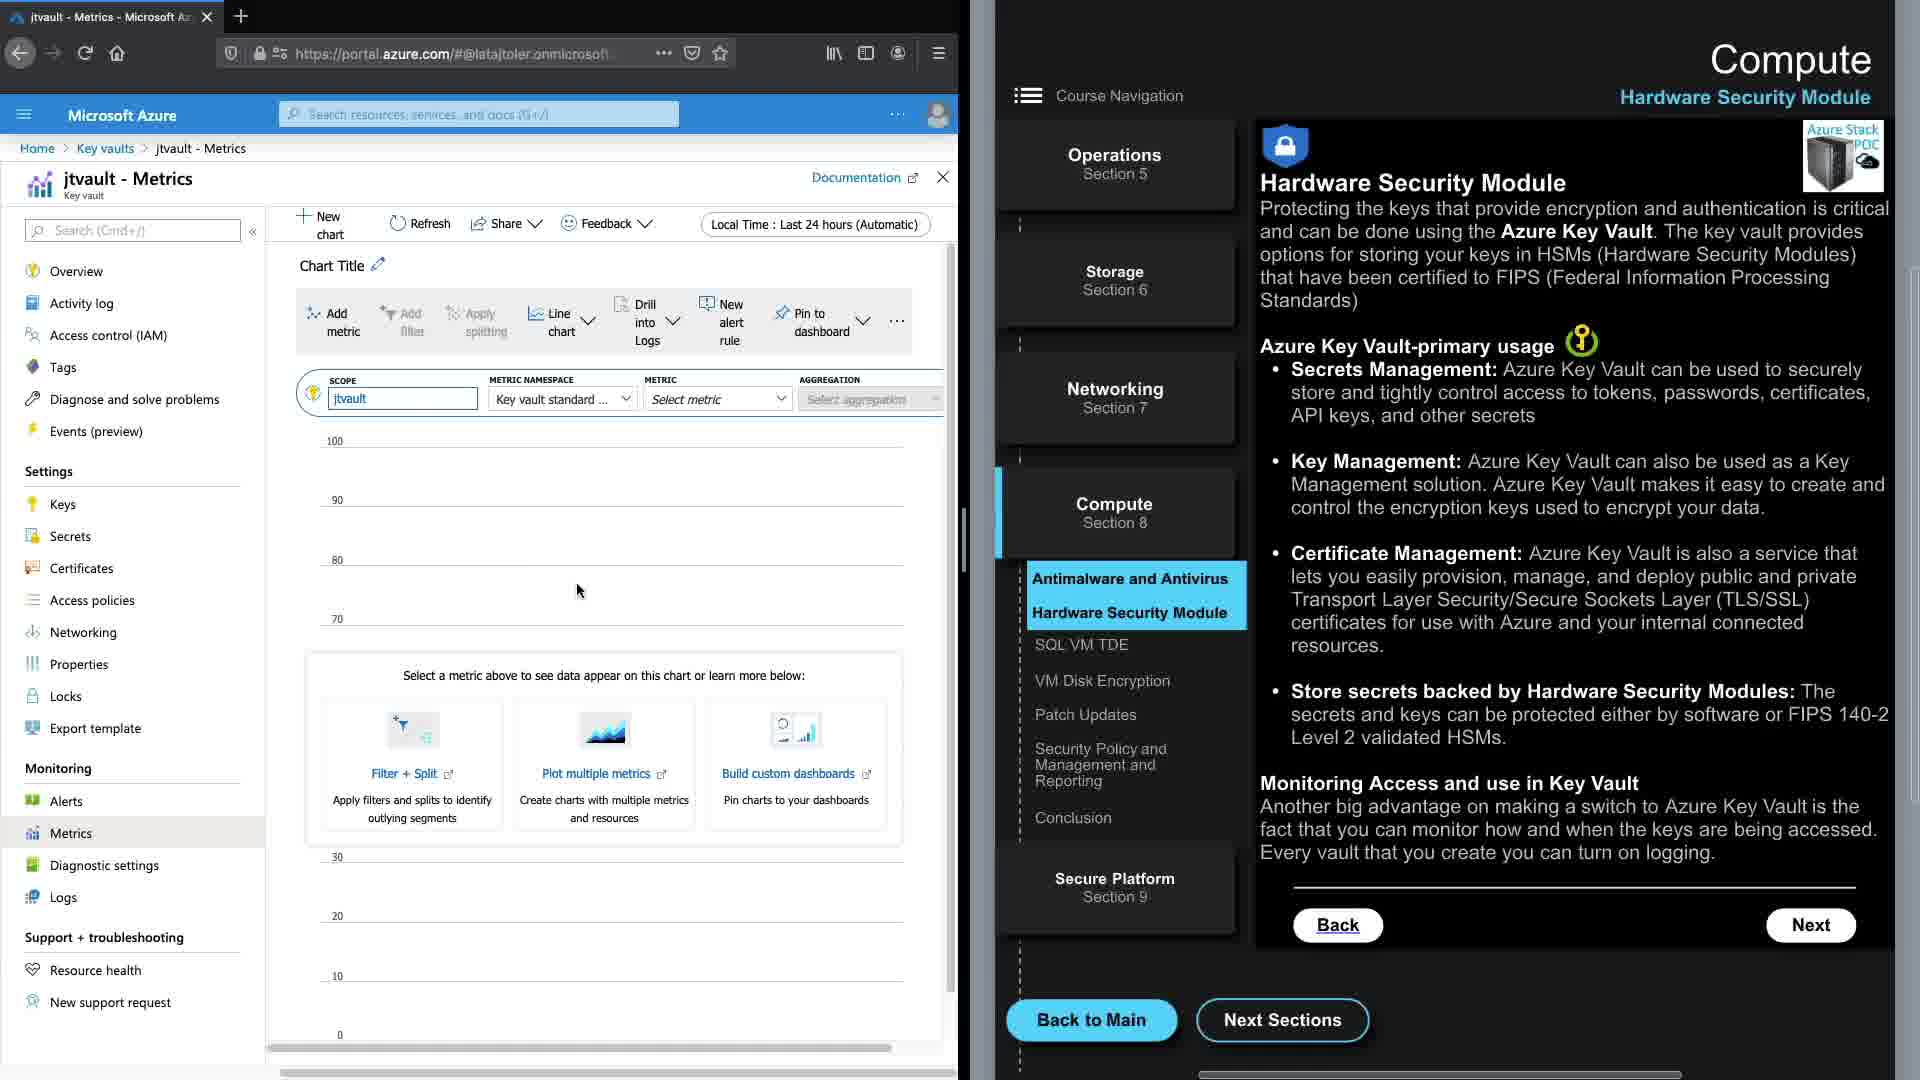 jtvault - Metrics - Microsoft Az
https://portal.azure.com/#@latajtoler.onmicrosoft
Microsoft Azure
Search resources, services, and docs (G+/)
Home > Key vaults > jtvault - Metrics
jtvault - Metrics
Key vault
Documentation
Search (Cmd+/)
Overview
Activity log
Access control (IAM)
Tags
Diagnose and solve problems
Events (preview)
Settings
Keys
Secrets
Certificates
Access policies
Networking
Properties
Locks
Export template
Monitoring
Alerts
Metrics
Diagnostic settings
Logs
Support + troubleshooting
Resource health
New support request
New chart
Refresh
Share
Feedback
Local Time : Last 24 hours (Automatic)
Chart Title
Add metric
Add filter
Apply splitting
Line chart
Drill into Logs
New alert rule
Pin to dashboard
SCOPE
jtvault
METRIC NAMESPACE
Key vault standard ...
METRIC
Select metric
AGGREGATION
Select aggregation
100
90
80
70
Select a metric above to see data appear on this chart or learn more below:
Filter + Split
Apply filters and splits to identify
outlying segments
Plot multiple metrics
Create charts with multiple metrics
and resources
Build custom dashboards
Pin charts to your dashboards
30
20
10
0
Compute
Hardware Security Module
Course Navigation
Operations
Section 5
Storage
Section 6
Networking
Section 7
Compute
Section 8
Antimalware and Antivirus
Hardware Security Module
SQL VM TDE
VM Disk Encryption
Patch Updates
Security Policy and
Management and
Reporting
Conclusion
Secure Platform
Section 9
Back to Main
Next Sections
Azure Stack
POC
Hardware Security Module
Protecting the keys that provide encryption and authentication is critical
and can be done using the Azure Key Vault. The key vault provides
options for storing your keys in HSMs (Hardware Security Modules)
that have been certified to FIPS (Federal Information Processing
Standards)
Azure Key Vault-primary usage
• Secrets Management: Azure Key Vault can be used to securely
store and tightly control access to tokens, passwords, certificates,
API keys, and other secrets
• Key Management: Azure Key Vault can also be used as a Key
Management solution. Azure Key Vault makes it easy to create and
control the encryption keys used to encrypt your data.
• Certificate Management: Azure Key Vault is also a service that
lets you easily provision, manage, and deploy public and private
Transport Layer Security/Secure Sockets Layer (TLS/SSL)
certificates for use with Azure and your internal connected
resources.
• Store secrets backed by Hardware Security Modules: The
secrets and keys can be protected either by software or FIPS 140-2
Level 2 validated HSMs.
Monitoring Access and use in Key Vault
Another big advantage on making a switch to Azure Key Vault is the
fact that you can monitor how and when the keys are being accessed.
Every vault that you create you can turn on logging.
Back
Next